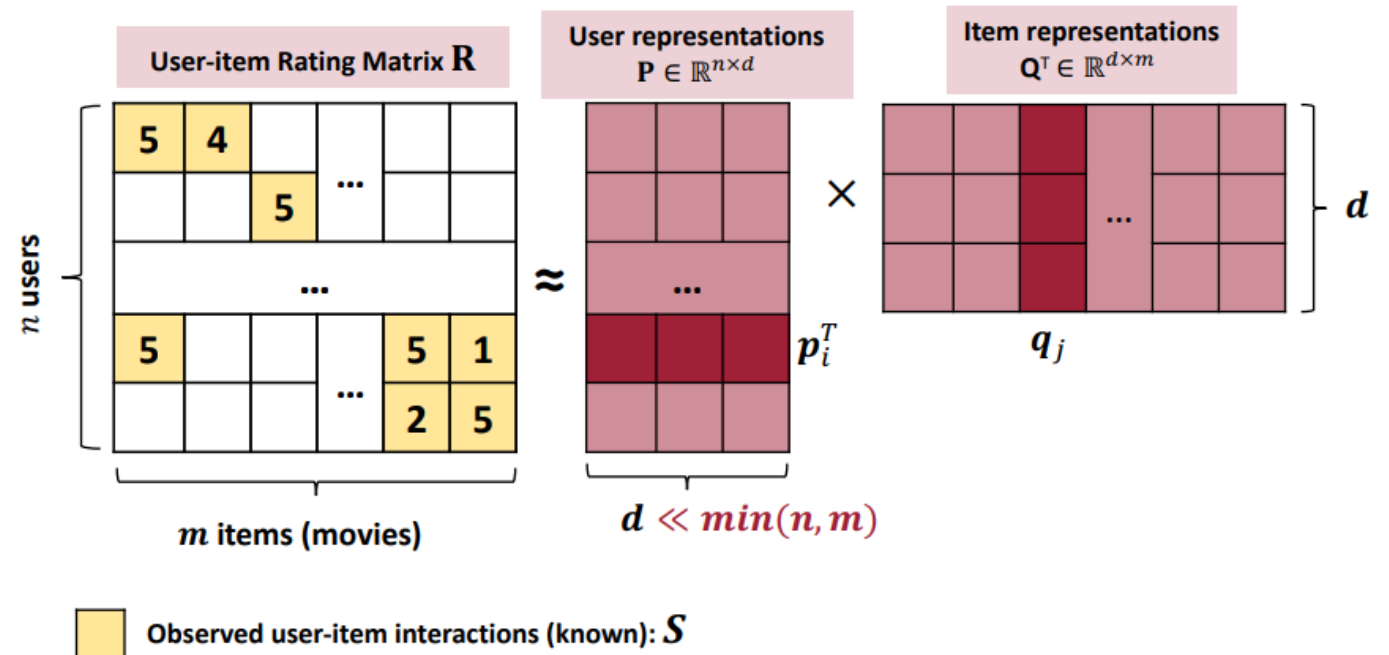 User-item Rating Matrix R
User representations
P ∈ ℝ^{n×d}
Item representations
Q^T ∈ ℝ^{d×m}
5 4
...
5
n users
...
≈
...
×
...
d
5 5 1
p_i^T
q_j
...
2 5
m items (movies)
d ≪ min(n, m)
Observed user-item interactions (known): S